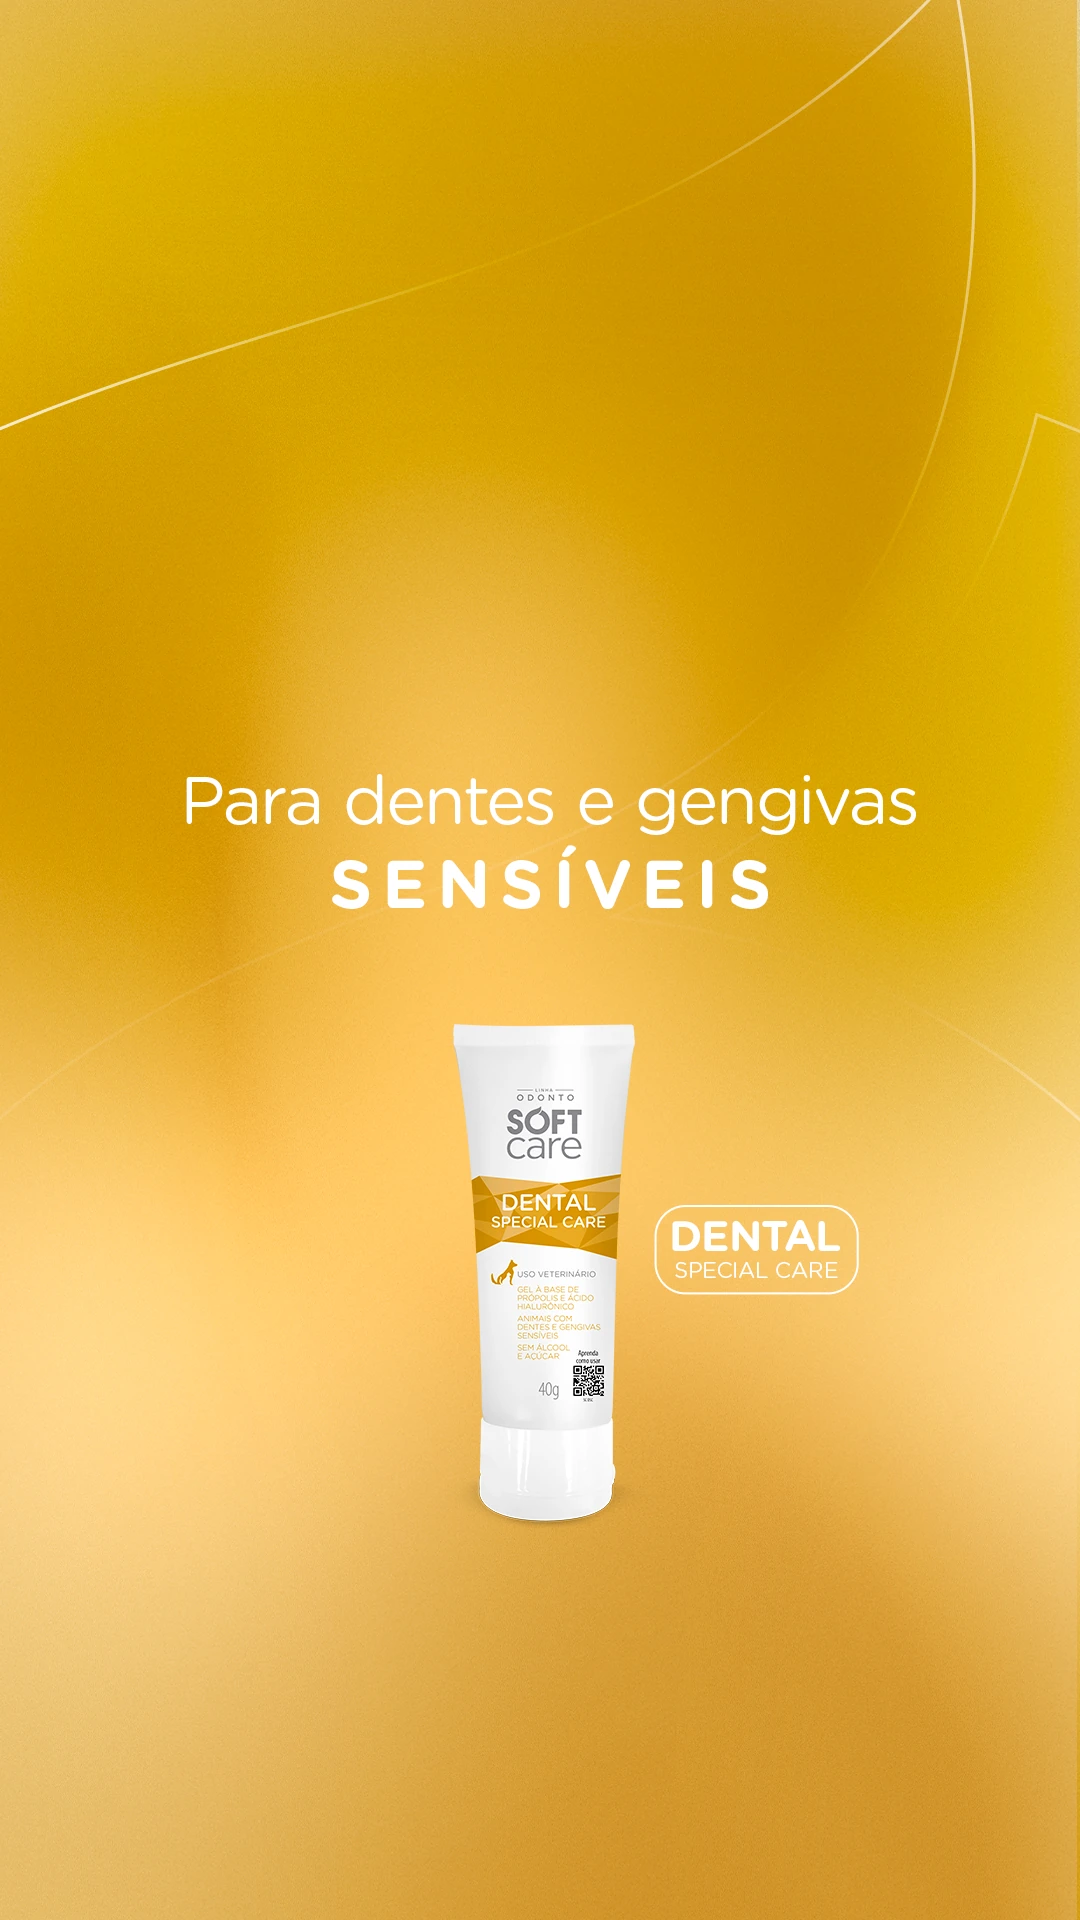 Para dentes e gengivas
SENSÍVEIS
LINHA
ODONTO
SOFT
care
DENTAL
SPECIAL CARE
USO VETERINÁRIO
GEL À BASE DE
PRÓPOLIS E ÁCIDO
HIALURÔNICO
ANIMAIS COM
DENTES E GENGIVAS
SENSÍVEIS
SEM ÁLCOOL
E AÇÚCAR
Aprenda
como usar
40g
DENTAL
SPECIAL CARE